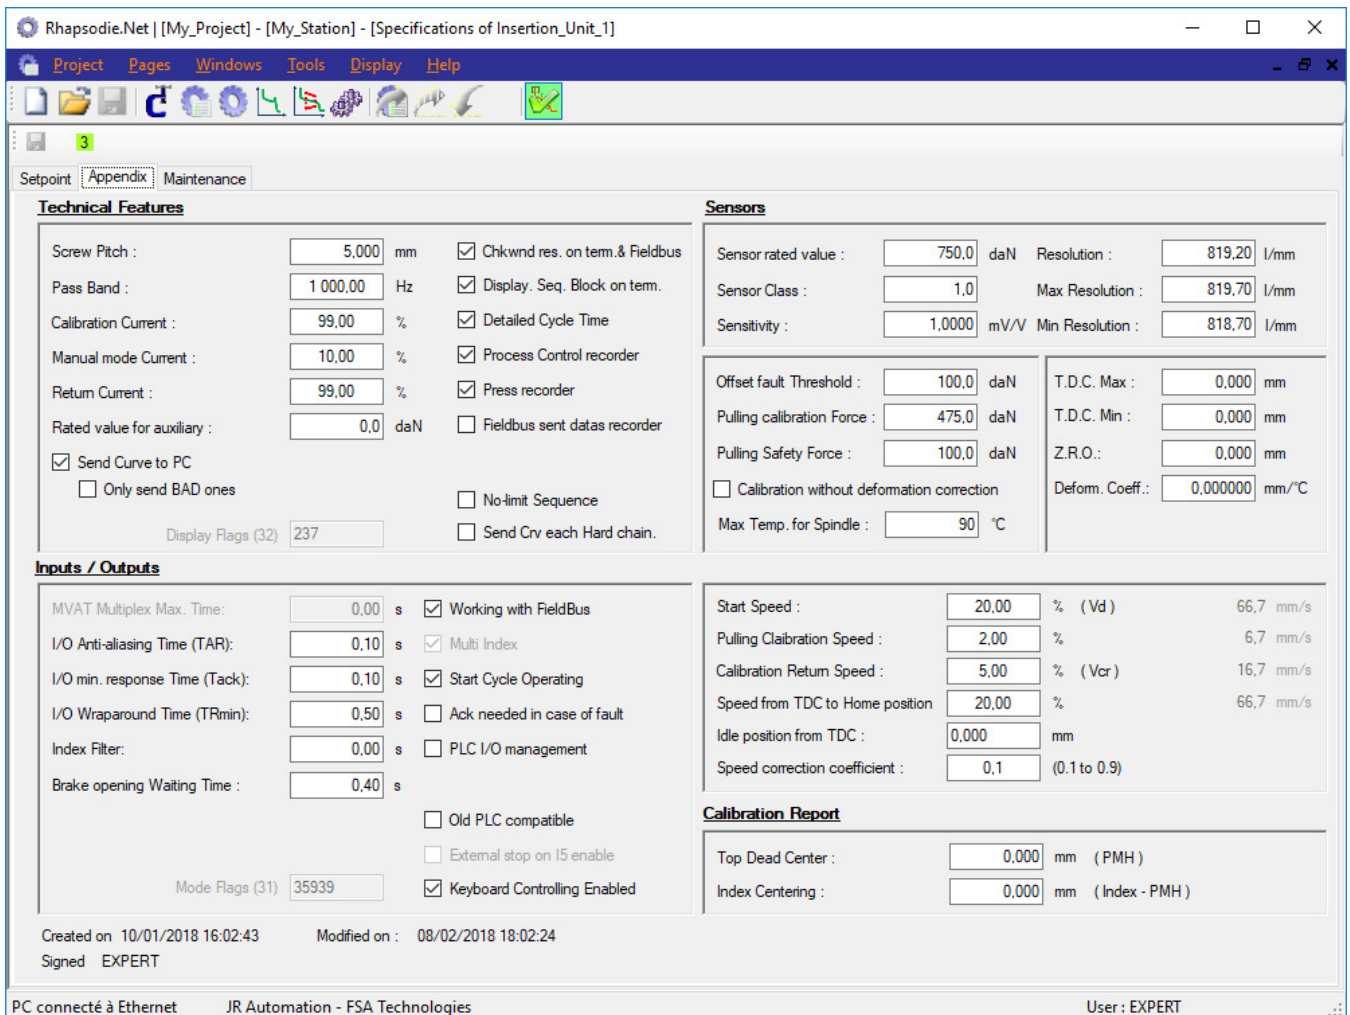 Rhapsodie.Net | [My_Project] - [My_Station] - [Specifications of Insertion_Unit_1]
Project Pages Windows Tools Display Help
3
Setpoint Appendix Maintenance
Technical Features
Screw Pitch : 5,000 mm
Pass Band : 1 000,00 Hz
Calibration Current : 99,00 %
Manual mode Current : 10,00 %
Return Current : 99,00 %
Rated value for auxiliary : 0,0 daN
Send Curve to PC
Only send BAD ones
Display Flags (32) 237
Chkwnd res. on term.& Fieldbus
Display. Seq. Block on term.
Detailed Cycle Time
Process Control recorder
Press recorder
Fieldbus sent datas recorder
No-limit Sequence
Send Crv each Hard chain.
Sensors
Sensor rated value : 750,0 daN Resolution : 819,20 I/mm
Sensor Class : 1,0 Max Resolution : 819,70 I/mm
Sensitivity : 1,0000 mV/V Min Resolution : 818,70 I/mm
Offset fault Threshold : 100,0 daN
Pulling calibration Force : 475,0 daN
Pulling Safety Force : 100,0 daN
Calibration without deformation correction
Max Temp. for Spindle : 90 °C
T.D.C. Max : 0,000 mm
T.D.C. Min : 0,000 mm
Z.R.O.: 0,000 mm
Deform. Coeff.: 0,000000 mm/°C
Inputs / Outputs
MVAT Multiplex Max. Time: 0,00 s
I/O Anti-aliasing Time (TAR): 0,10 s
I/O min. response Time (Tack): 0,10 s
I/O Wraparound Time (TRmin): 0,50 s
Index Filter: 0,00 s
Brake opening Waiting Time : 0,40 s
Mode Flags (31) 35939
Working with FieldBus
Multi Index
Start Cycle Operating
Ack needed in case of fault
PLC I/O management
Old PLC compatible
External stop on I5 enable
Keyboard Controlling Enabled
Start Speed : 20,00 % ( Vd ) 66,7 mm/s
Pulling Claibration Speed : 2,00 % 6,7 mm/s
Calibration Return Speed : 5,00 % ( Vcr ) 16,7 mm/s
Speed from TDC to Home position 20,00 % 66,7 mm/s
Idle position from TDC : 0,000 mm
Speed correction coefficient : 0,1 (0.1 to 0.9)
Calibration Report
Top Dead Center : 0,000 mm ( PMH )
Index Centering : 0,000 mm ( Index - PMH )
Created on 10/01/2018 16:02:43 Modified on : 08/02/2018 18:02:24
Signed EXPERT
PC connecté à Ethernet JR Automation - FSA Technologies User : EXPERT